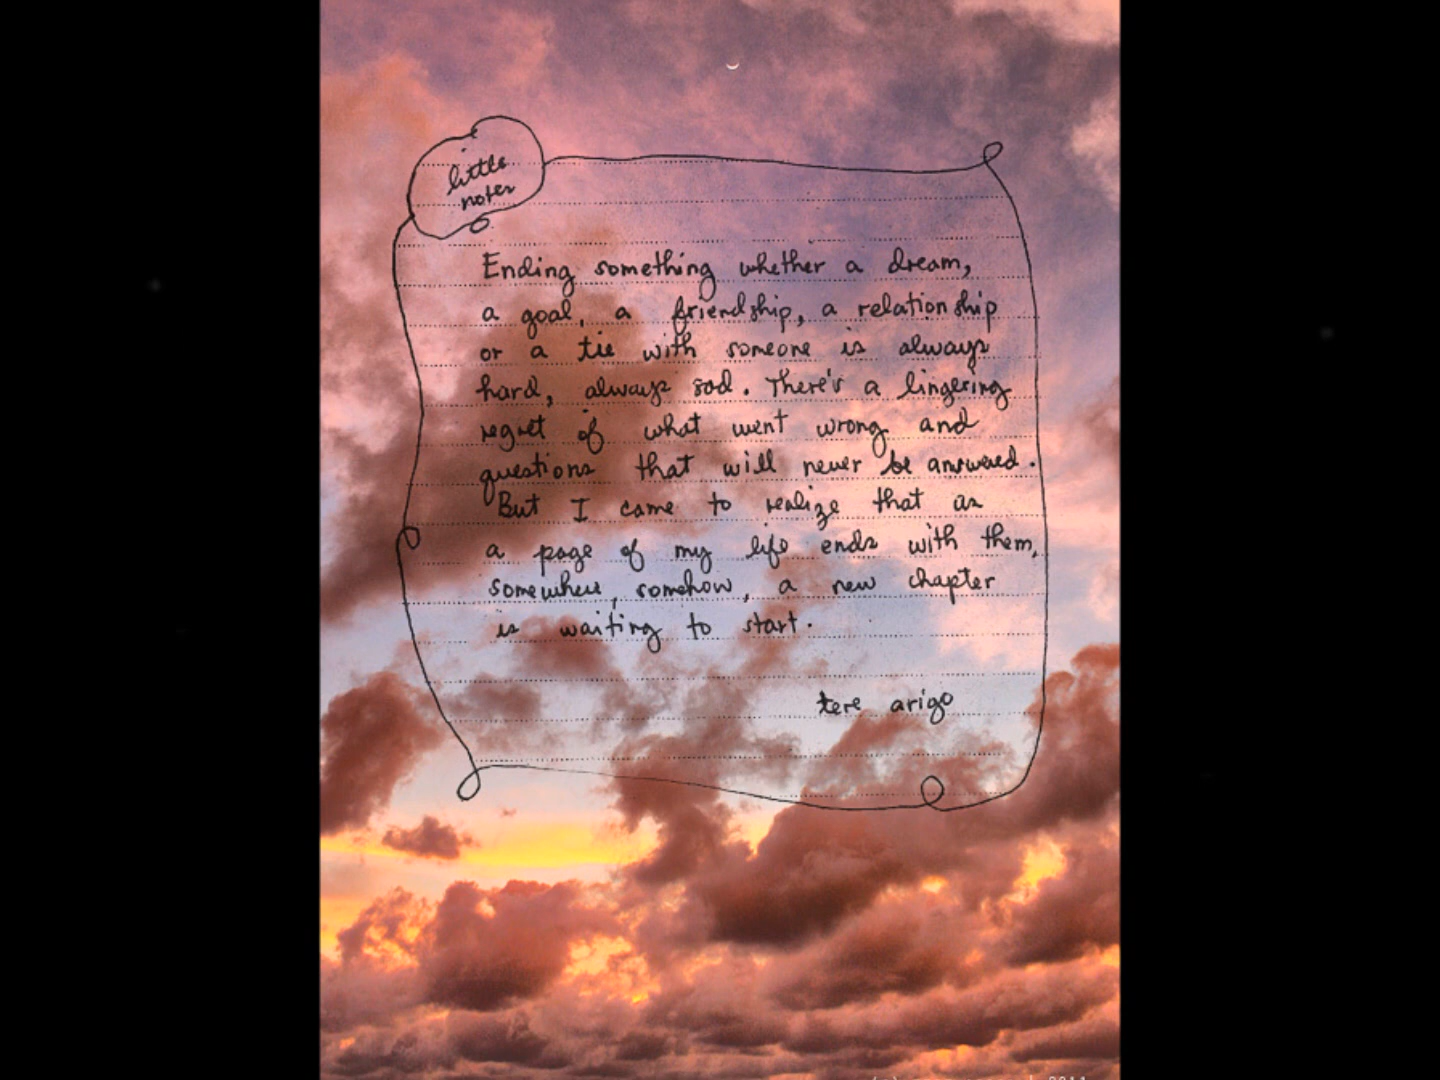 little
notes
Ending something whether a dream,
a goal, a friendship, a relationship
or a tie with someone is always
hard, always sad. There's a lingering
regret of what went wrong and
questions that will never be answered.
But I came to realize that as
a page of my life ends with them,
somewhere, somehow, a new chapter
is waiting to start.
tere arigo